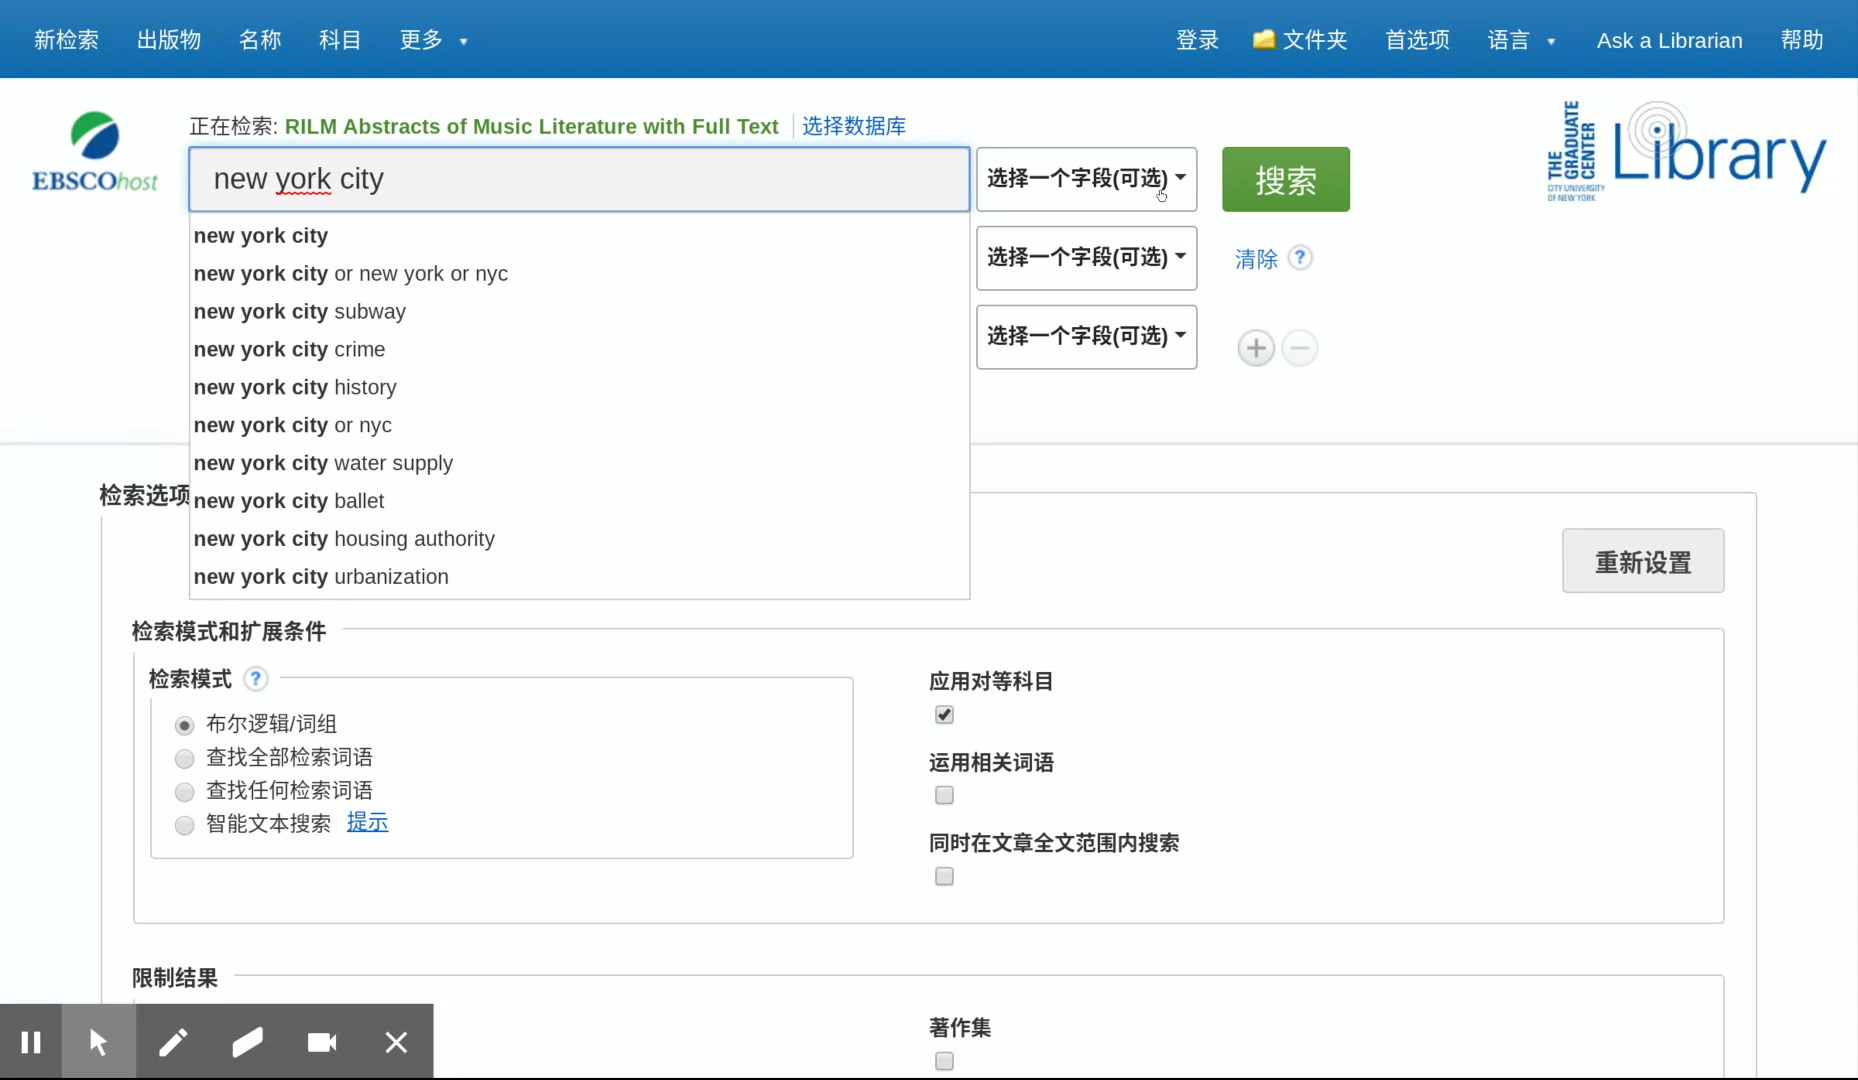 新检索 出版物 名称 科目 更多 登录 文件夹 首选项 语言 Ask a Librarian 帮助
EBSCOhost
正在检索: RILM Abstracts of Music Literature with Full Text 选择数据库
THE GRADUATE CENTER
CITY UNIVERSITY OF NEW YORK
Library
new york city 选择一个字段(可选) 搜索
new york city
new york city or new york or nyc 选择一个字段(可选) 清除 ?
new york city subway
new york city crime 选择一个字段(可选)
new york city history
new york city or nyc
new york city water supply
new york city ballet
new york city housing authority
new york city urbanization
检索选项
重新设置
检索模式和扩展条件
检索模式 ?
布尔逻辑/词组
查找全部检索词语
查找任何检索词语
智能文本搜索 提示
应用对等科目
运用相关词语
同时在文章全文范围内搜索
限制结果
著作集